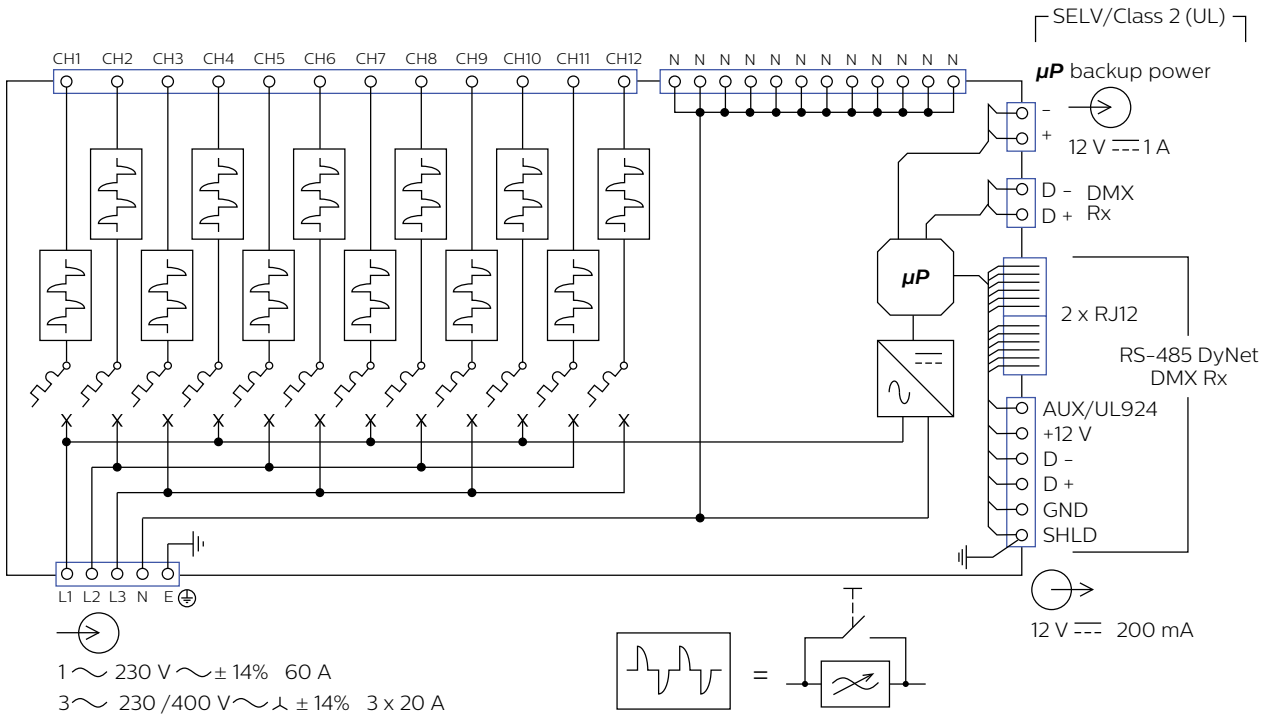 SELV/Class 2 (UL)
CH1 CH2 CH3 CH4 CH5 CH6 CH7 CH8 CH9 CH10 CH11 CH12
N N N N N N N N N N N N
µP backup power
-
+
12 V ⎓ 1 A
D - DMX
D + Rx
µP
2 x RJ12
RS-485 DyNet
DMX Rx
AUX/UL924
+12 V
D -
D +
GND
SHLD
L1 L2 L3 N E
12 V ⎓ 200 mA
1 ~ 230 V ~ ± 14% 60 A
3 ~ 230 /400 V ~ ⅄ ± 14% 3 x 20 A
=